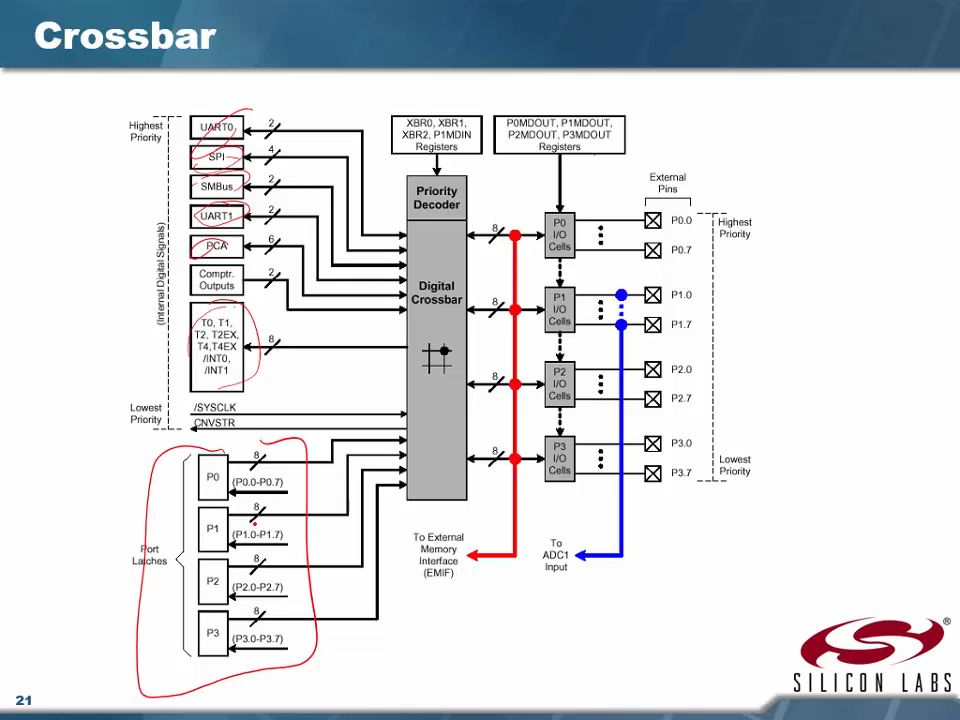 Crossbar
Highest
Priority
(Internal Digital Signals)
Lowest
Priority
UART0
2
SPI
4
SMBus
2
UART1
2
PCA
6
Comptr.
Outputs
2
T0, T1,
T2, T2EX,
T4,T4EX
/INT0,
/INT1
8
/SYSCLK
CNVSTR
XBR0, XBR1,
XBR2, P1MDIN
Registers
P0MDOUT, P1MDOUT,
P2MDOUT, P3MDOUT
Registers
Priority
Decoder
Digital
Crossbar
8
8
8
8
P0
I/O
Cells
P1
I/O
Cells
P2
I/O
Cells
P3
I/O
Cells
External
Pins
P0.0
P0.7
P1.0
P1.7
P2.0
P2.7
P3.0
P3.7
Highest
Priority
Lowest
Priority
Port
Latches
P0
8
(P0.0-P0.7)
P1
8
(P1.0-P1.7)
P2
8
(P2.0-P2.7)
P3
8
(P3.0-P3.7)
To External
Memory
Interface
(EMIF)
To
ADC1
Input
SILICON LABS
®
21